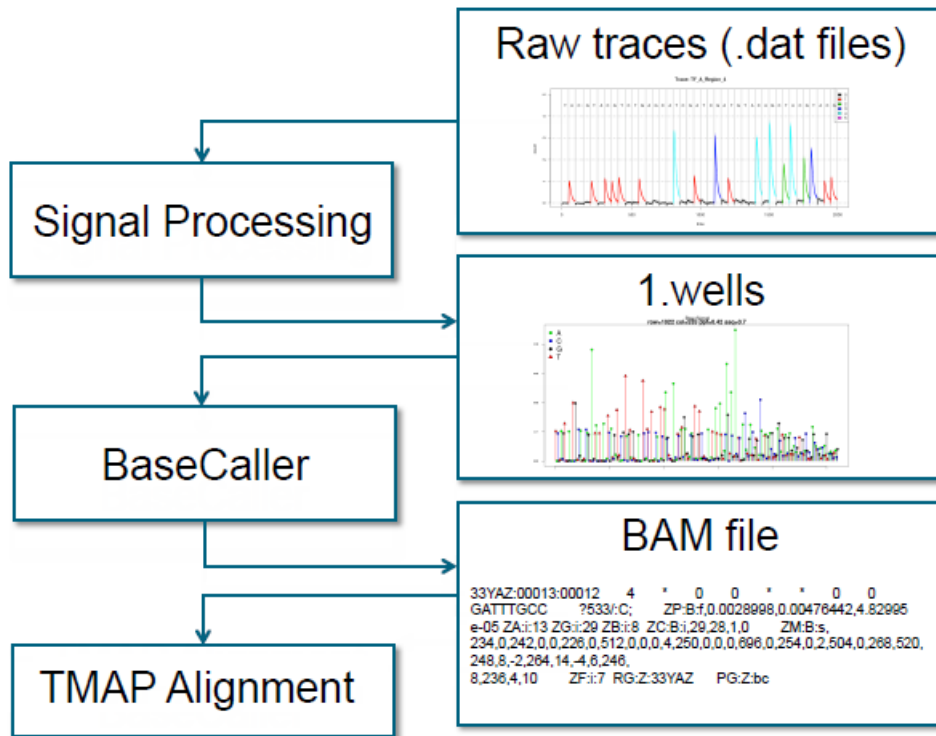 Raw traces (.dat files)
Signal Processing
1.wells
A
C
G
T
BaseCaller
BAM file
33YAZ:00013:00012 4 * 0 0 * * 0 0
GATTTGCC ?533/:C; ZP:B:f,0.0028998,0.00476442,4.82995
e-05 ZA:i:13 ZG:i:29 ZB:i:8 ZC:B:i,29,28,1,0 ZM:B:s,
234,0,242,0,0,226,0,512,0,0,0,4,250,0,0,0,696,0,254,0,2,504,0,268,520,
248,8,-2,264,14,-4,6,246,
8,236,4,10 ZF:i:7 RG:Z:33YAZ PG:Z:bc
TMAP Alignment